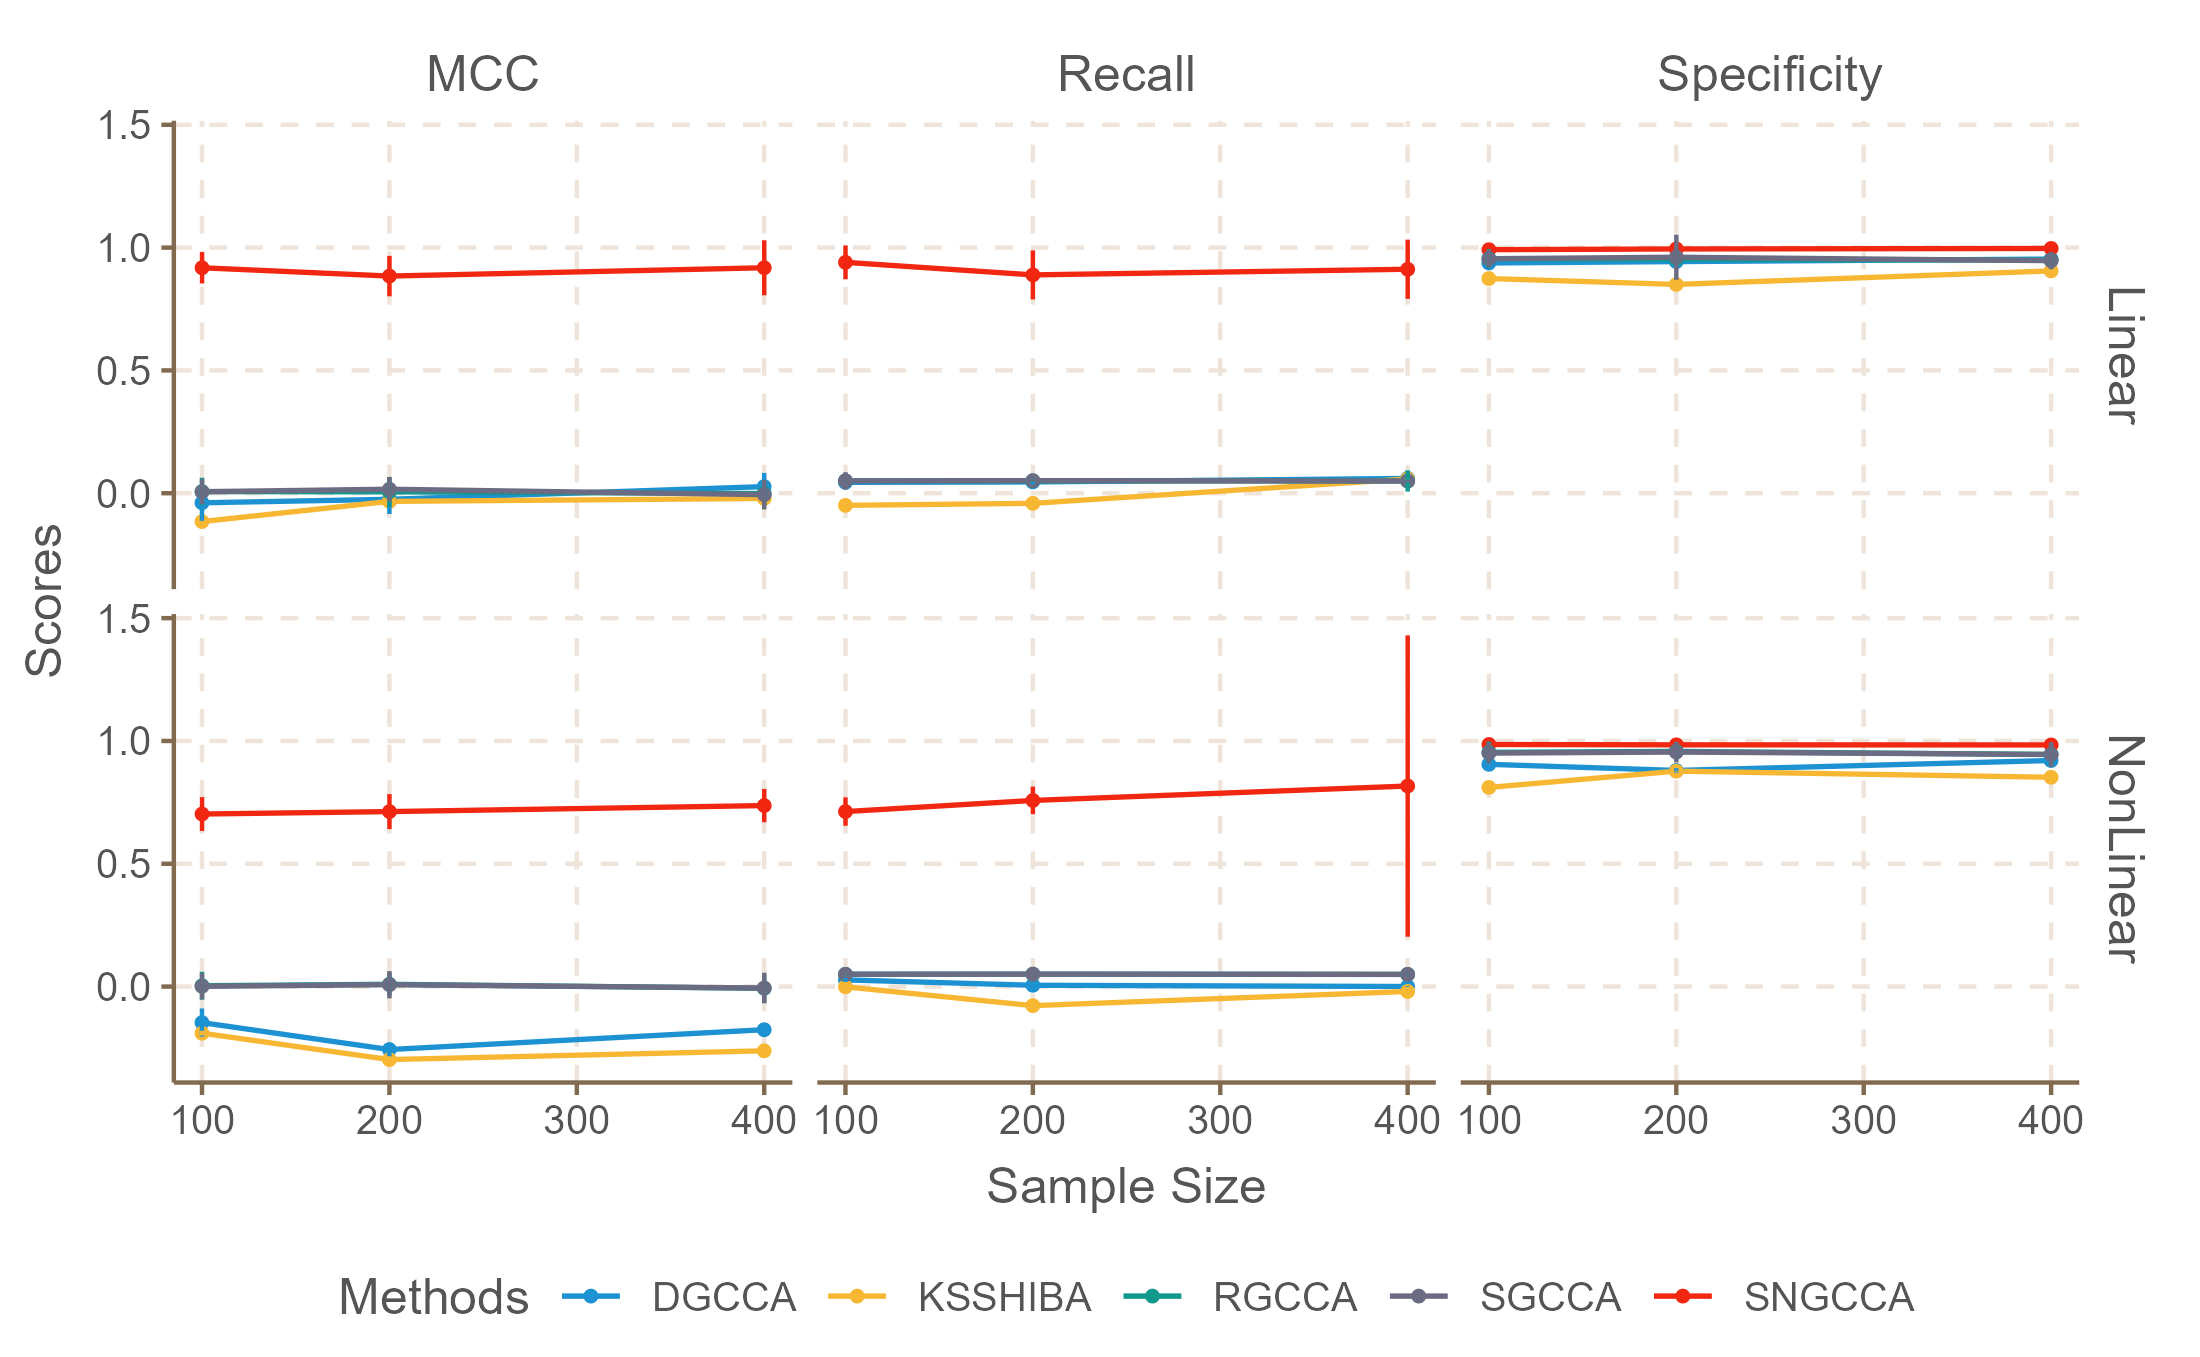 MCC Recall Specificity
1.5
1.0
0.5
0.0
Linear
Scores
1.5
1.0
0.5
0.0
NonLinear
100 200 300 400 100 200 300 400 100 200 300 400
Sample Size
Methods DGCCA KSSHIBA RGCCA SGCCA SNGCCA